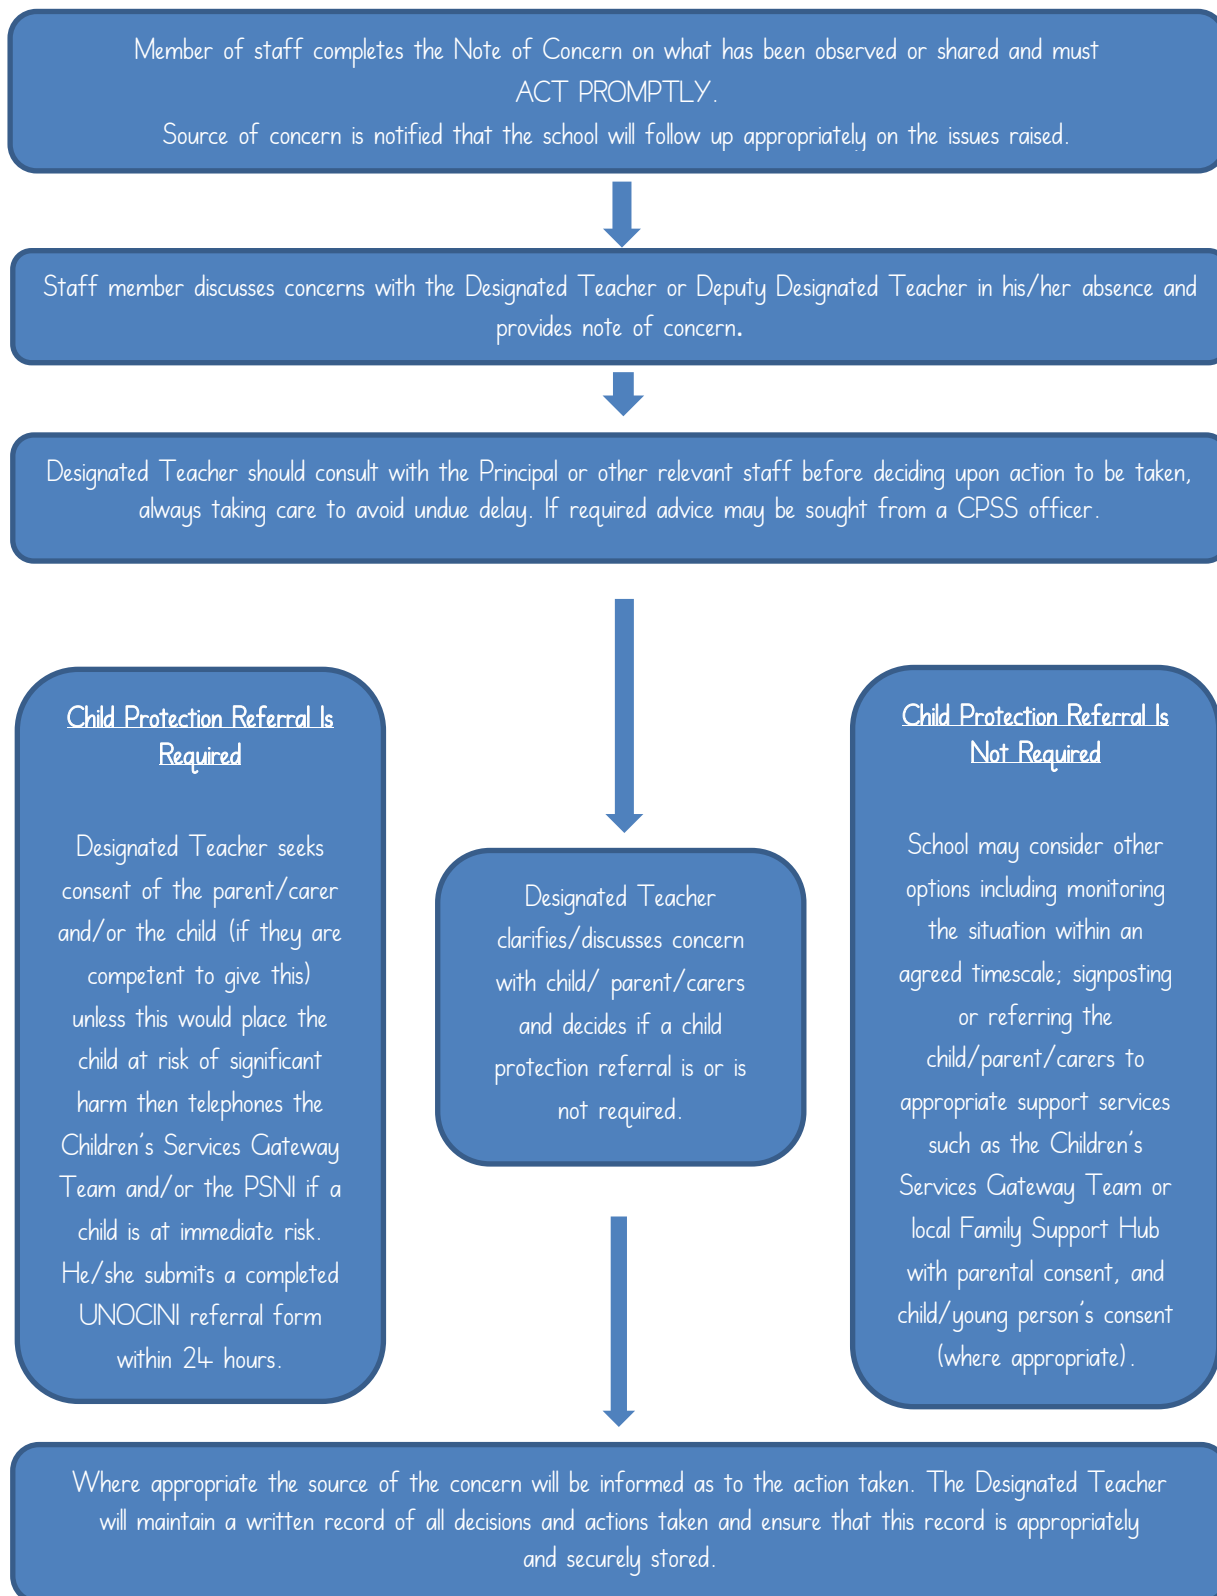 Member of staff completes the Note of Concern on what has been observed or shared and must
ACT PROMPTLY.
Source of concern is notified that the school will follow up appropriately on the issues raised.
Staff member discusses concerns with the Designated Teacher or Deputy Designated Teacher in his/her absence and
provides note of concern.
Designated Teacher should consult with the Principal or other relevant staff before deciding upon action to be taken,
always taking care to avoid undue delay. If required advice may be sought from a CPSS officer.
Child Protection Referral Is
Required
Designated Teacher seeks
consent of the parent/carer
and/or the child (if they are
competent to give this)
unless this would place the
child at risk of significant
harm then telephones the
Children's Services Gateway
Team and/or the PSNI if a
child is at immediate risk.
He/she submits a completed
UNOCINI referral form
within 24 hours.
Designated Teacher
clarifies/discusses concern
with child/ parent/carers
and decides if a child
protection referral is or is
not required.
Child Protection Referral Is
Not Required
School may consider other
options including monitoring
the situation within an
agreed timescale; signposting
or referring the
child/parent/carers to
appropriate support services
such as the Children's
Services Gateway Team or
local Family Support Hub
with parental consent, and
child/young person's consent
(where appropriate).
Where appropriate the source of the concern will be informed as to the action taken. The Designated Teacher
will maintain a written record of all decisions and actions taken and ensure that this record is appropriately
and securely stored.